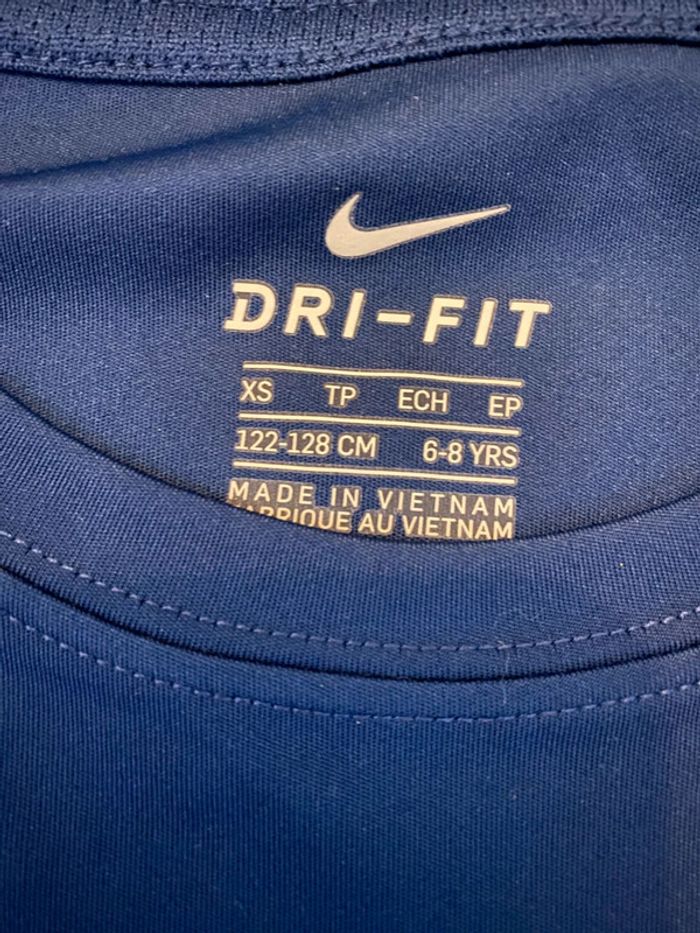 DRI-FIT
XS TP ECH EP
122-128 CM 6-8 YRS
MADE IN VIETNAM
FABRIQUE AU VIETNAM